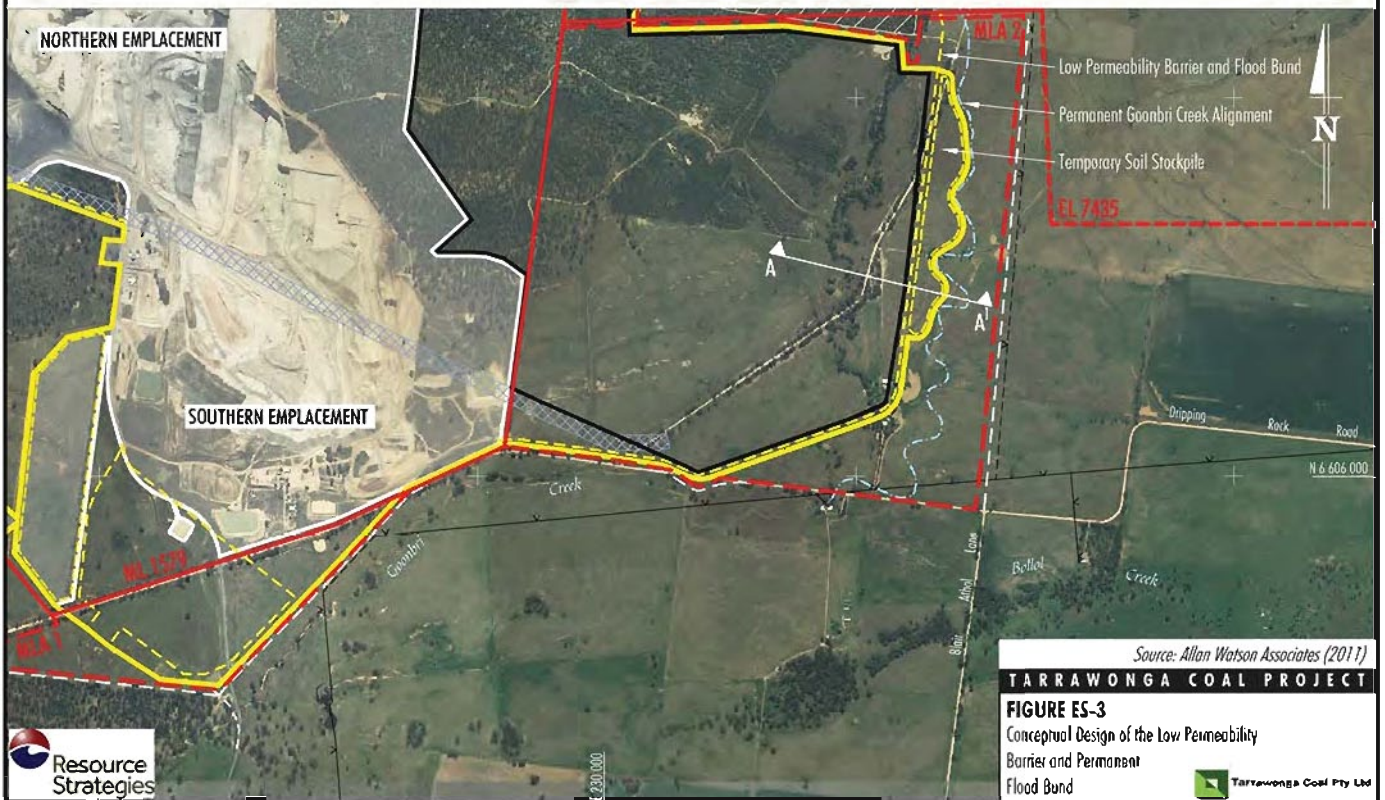 NORTHERN EMPLACEMENT
MLA 2
Low Permeability Barrier and Flood Bund
Permanent Goonbri Creek Alignment
N
Temporary Soil Stockpile
EL 7435
A
A1
SOUTHERN EMPLACEMENT
Dripping Rock Road
N 6 606 000
Creek
Goonbri
ML 1579
Lane
Bollol
Creek
Athol
Blair
MLA 1
Source: Allan Watson Associates (2011)
TARRAWONGA COAL PROJECT
FIGURE ES-3
Conceptual Design of the Low Permeability
Barrier and Permanent
Flood Bund
Resource
Strategies
E 230 000
Tarrawonga Coal Pty Ltd